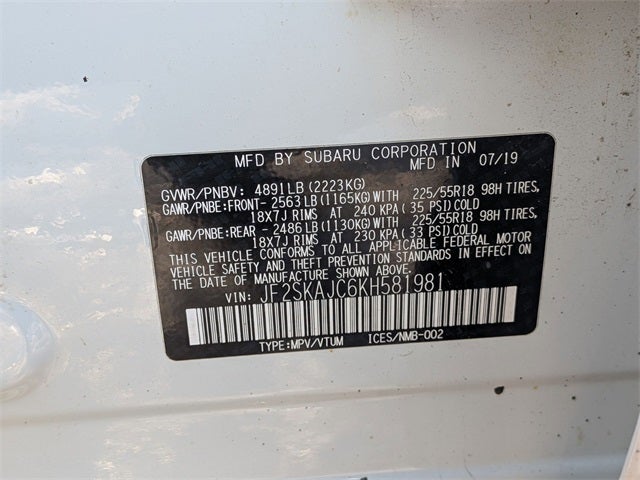 MFD BY SUBARU CORPORATION
MFD IN 07/19
GVWR/PNBV: 4891LB(2223KG)
GAWR/PNBE:FRONT-2563LB(1165KG)WITH 225/55R18 98H TIRES,
18X7J RIMS AT 240 KPA(35 PSI)COLD
GAWR/PNBE:REAR -2486LB(1130KG)WITH 225/55R18 98H TIRES,
18X7J RIMS AT 230 KPA(33 PSI)COLD
THIS VEHICLE CONFORMS TO ALL APPLICABLE FEDERAL MOTOR
VEHICLE SAFETY AND THEFT PREVENTION STANDARDS IN EFFECT ON
THE DATE OF MANUFACTURE SHOWN ABOVE.
VIN: JF2SKAJC6KH581981
TYPE:MPV/VTUM ICES/NMB-002